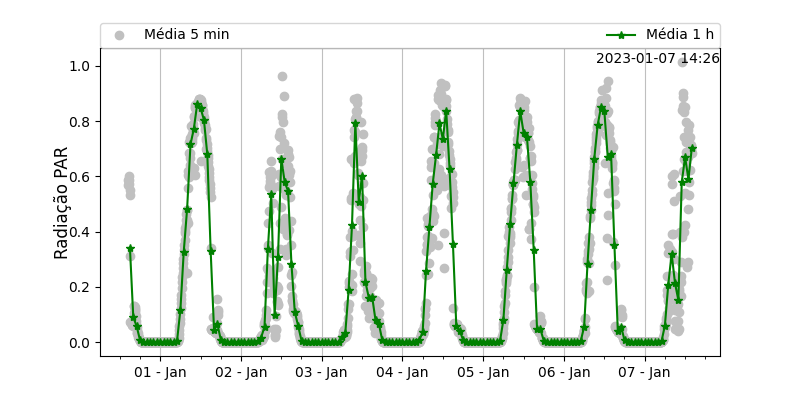 Média 5 min
Média 1 h
2023-01-07 14:26
Radiação PAR
1.0
0.8
0.6
0.4
0.2
0.0
01 - Jan
02 - Jan
03 - Jan
04 - Jan
05 - Jan
06 - Jan
07 - Jan